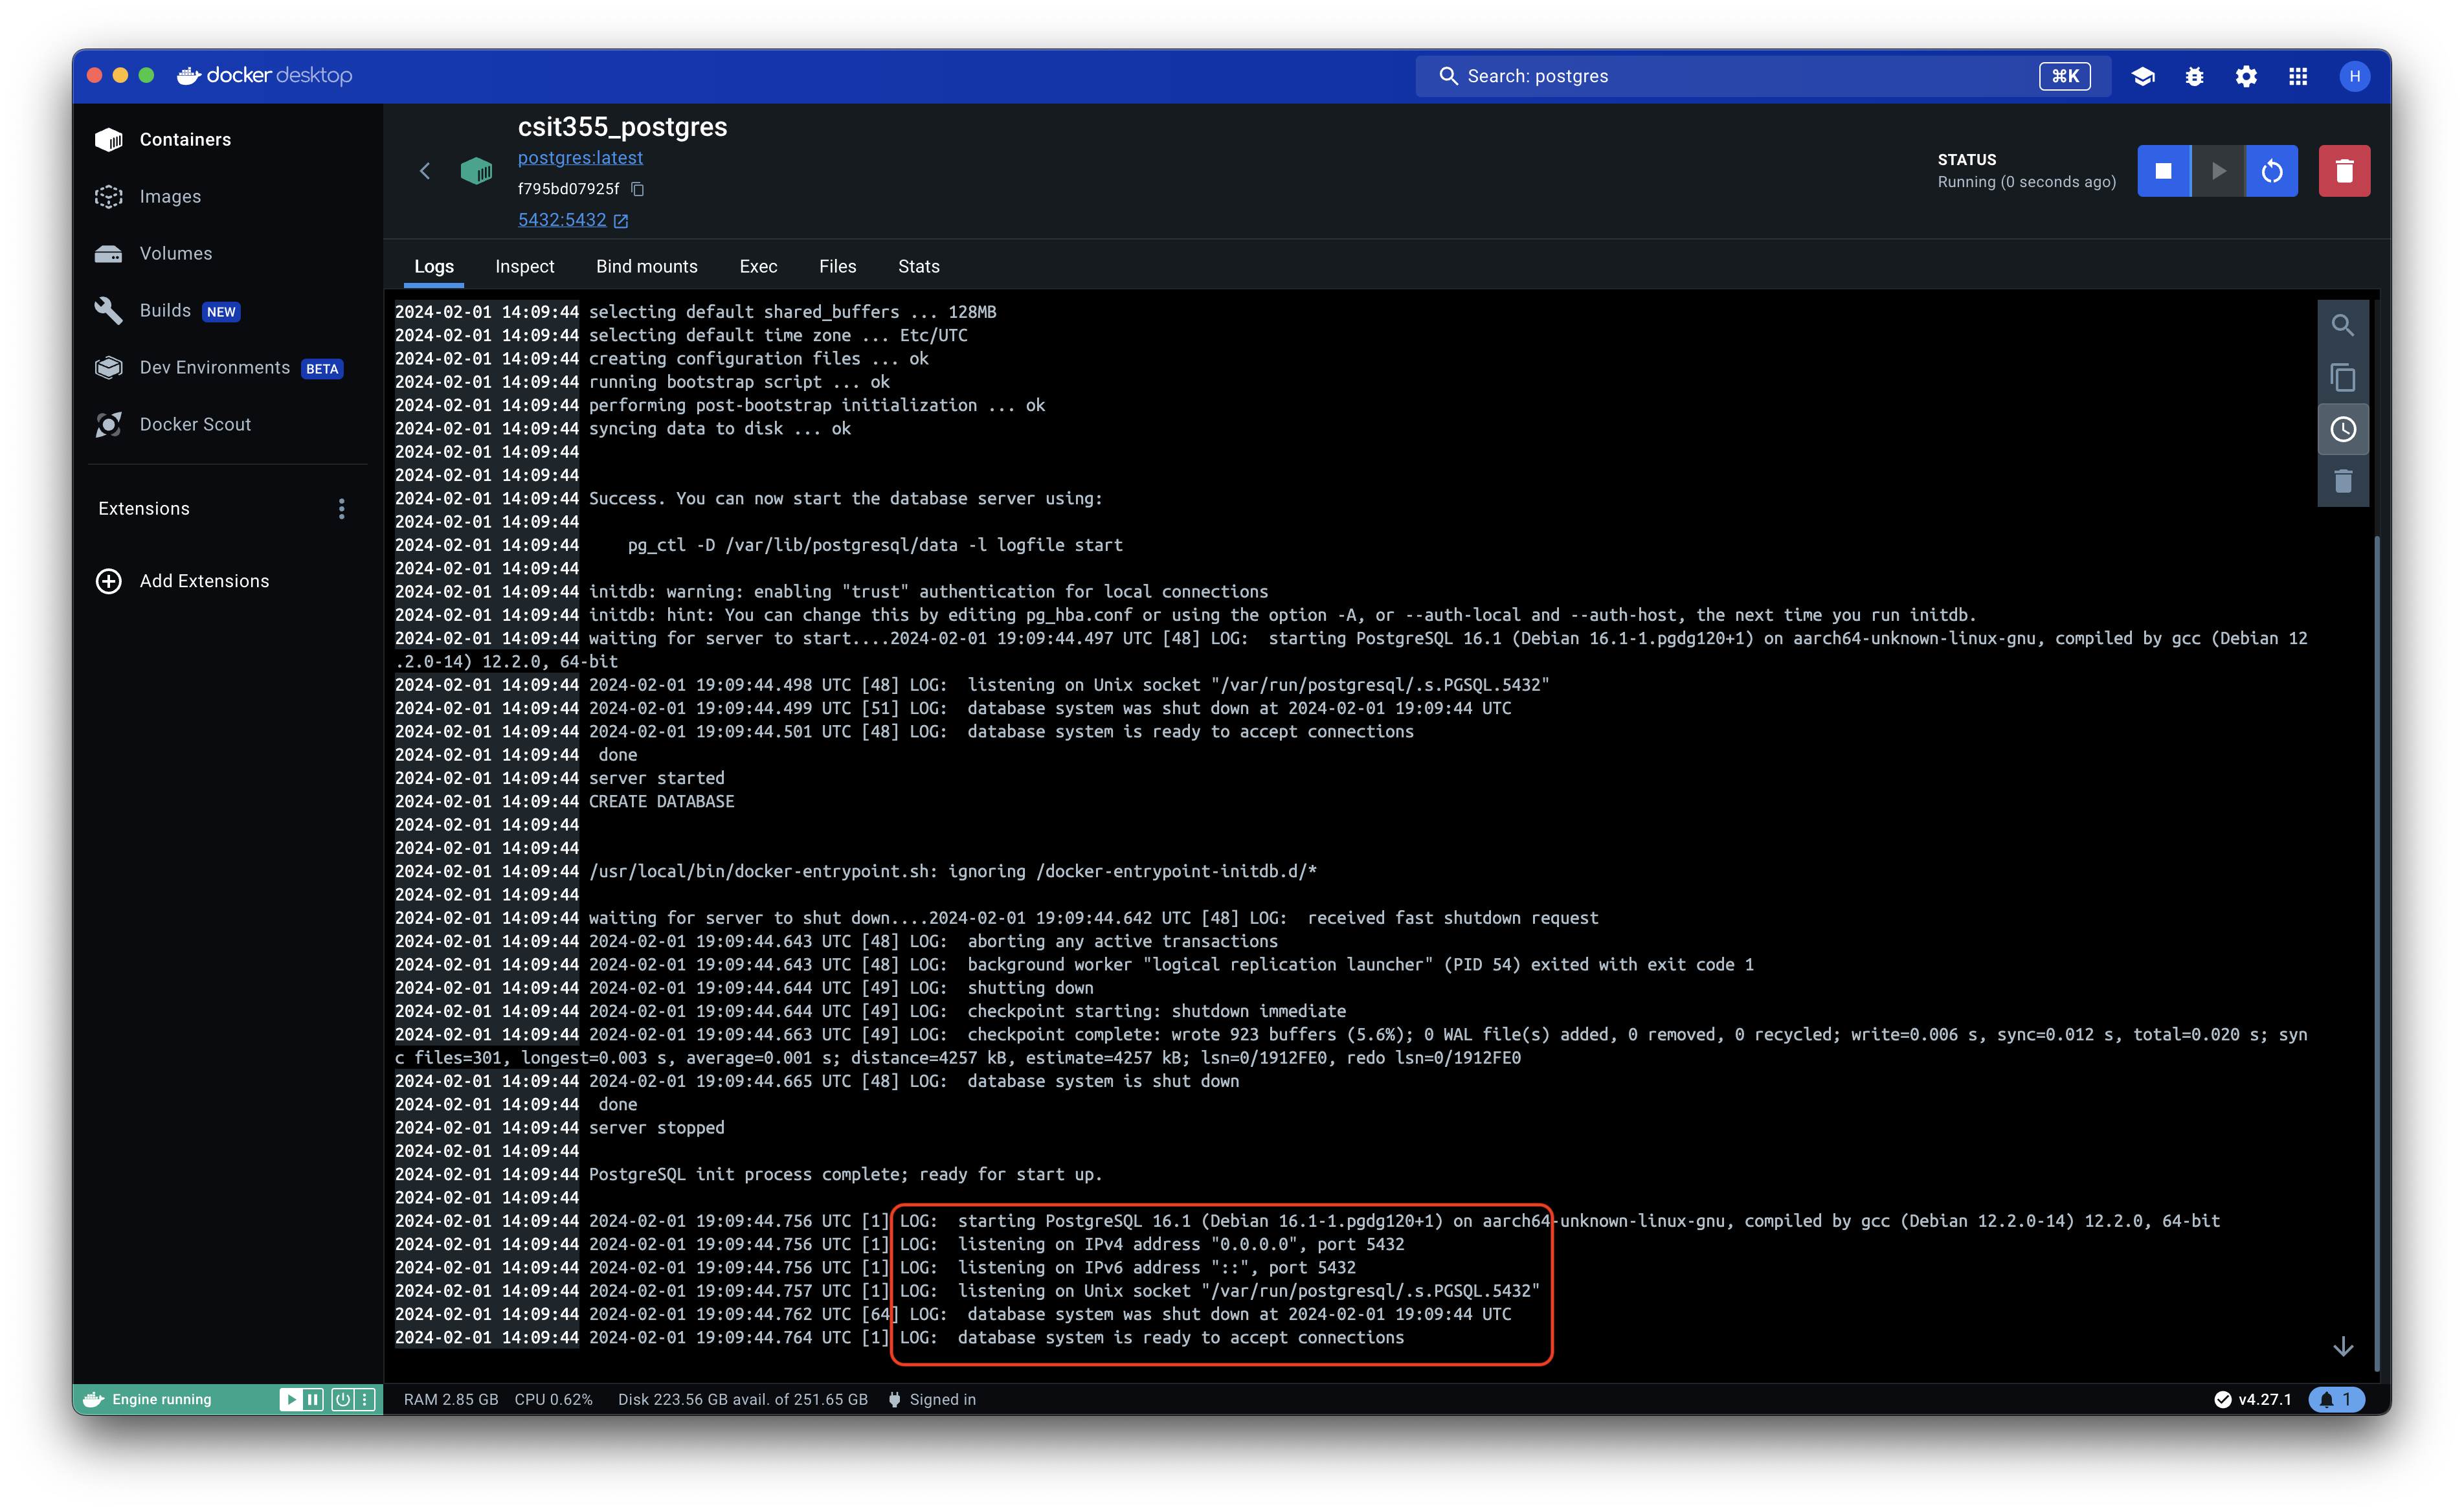 docker desktop
Search: postgres
⌘K
H
Containers
Images
Volumes
Builds NEW
Dev Environments BETA
Docker Scout
Extensions
Add Extensions
csit355_postgres
postgres:latest
f795bd07925f
5432:5432
STATUS
Running (0 seconds ago)
Logs Inspect Bind mounts Exec Files Stats
2024-02-01 14:09:44 selecting default shared_buffers ... 128MB
2024-02-01 14:09:44 selecting default time zone ... Etc/UTC
2024-02-01 14:09:44 creating configuration files ... ok
2024-02-01 14:09:44 running bootstrap script ... ok
2024-02-01 14:09:44 performing post-bootstrap initialization ... ok
2024-02-01 14:09:44 syncing data to disk ... ok
2024-02-01 14:09:44
2024-02-01 14:09:44
2024-02-01 14:09:44 Success. You can now start the database server using:
2024-02-01 14:09:44
2024-02-01 14:09:44     pg_ctl -D /var/lib/postgresql/data -l logfile start
2024-02-01 14:09:44
2024-02-01 14:09:44 initdb: warning: enabling "trust" authentication for local connections
2024-02-01 14:09:44 initdb: hint: You can change this by editing pg_hba.conf or using the option -A, or --auth-local and --auth-host, the next time you run initdb.
2024-02-01 14:09:44 waiting for server to start....2024-02-01 19:09:44.497 UTC [48] LOG:  starting PostgreSQL 16.1 (Debian 16.1-1.pgdg120+1) on aarch64-unknown-linux-gnu, compiled by gcc (Debian 12
.2.0-14) 12.2.0, 64-bit
2024-02-01 14:09:44 2024-02-01 19:09:44.498 UTC [48] LOG:  listening on Unix socket "/var/run/postgresql/.s.PGSQL.5432"
2024-02-01 14:09:44 2024-02-01 19:09:44.499 UTC [51] LOG:  database system was shut down at 2024-02-01 19:09:44 UTC
2024-02-01 14:09:44 2024-02-01 19:09:44.501 UTC [48] LOG:  database system is ready to accept connections
2024-02-01 14:09:44  done
2024-02-01 14:09:44 server started
2024-02-01 14:09:44 CREATE DATABASE
2024-02-01 14:09:44
2024-02-01 14:09:44
2024-02-01 14:09:44 /usr/local/bin/docker-entrypoint.sh: ignoring /docker-entrypoint-initdb.d/*
2024-02-01 14:09:44
2024-02-01 14:09:44 waiting for server to shut down....2024-02-01 19:09:44.642 UTC [48] LOG:  received fast shutdown request
2024-02-01 14:09:44 2024-02-01 19:09:44.643 UTC [48] LOG:  aborting any active transactions
2024-02-01 14:09:44 2024-02-01 19:09:44.643 UTC [48] LOG:  background worker "logical replication launcher" (PID 54) exited with exit code 1
2024-02-01 14:09:44 2024-02-01 19:09:44.644 UTC [49] LOG:  shutting down
2024-02-01 14:09:44 2024-02-01 19:09:44.644 UTC [49] LOG:  checkpoint starting: shutdown immediate
2024-02-01 14:09:44 2024-02-01 19:09:44.663 UTC [49] LOG:  checkpoint complete: wrote 923 buffers (5.6%); 0 WAL file(s) added, 0 removed, 0 recycled; write=0.006 s, sync=0.012 s, total=0.020 s; syn
c files=301, longest=0.003 s, average=0.001 s; distance=4257 kB, estimate=4257 kB; lsn=0/1912FE0, redo lsn=0/1912FE0
2024-02-01 14:09:44 2024-02-01 19:09:44.665 UTC [48] LOG:  database system is shut down
2024-02-01 14:09:44  done
2024-02-01 14:09:44 server stopped
2024-02-01 14:09:44
2024-02-01 14:09:44 PostgreSQL init process complete; ready for start up.
2024-02-01 14:09:44
2024-02-01 14:09:44 2024-02-01 19:09:44.756 UTC [1] LOG:  starting PostgreSQL 16.1 (Debian 16.1-1.pgdg120+1) on aarch64-unknown-linux-gnu, compiled by gcc (Debian 12.2.0-14) 12.2.0, 64-bit
2024-02-01 14:09:44 2024-02-01 19:09:44.756 UTC [1] LOG:  listening on IPv4 address "0.0.0.0", port 5432
2024-02-01 14:09:44 2024-02-01 19:09:44.756 UTC [1] LOG:  listening on IPv6 address "::", port 5432
2024-02-01 14:09:44 2024-02-01 19:09:44.757 UTC [1] LOG:  listening on Unix socket "/var/run/postgresql/.s.PGSQL.5432"
2024-02-01 14:09:44 2024-02-01 19:09:44.762 UTC [64] LOG:  database system was shut down at 2024-02-01 19:09:44 UTC
2024-02-01 14:09:44 2024-02-01 19:09:44.764 UTC [1] LOG:  database system is ready to accept connections
Engine running
RAM 2.85 GB CPU 0.62% Disk 223.56 GB avail. of 251.65 GB Signed in
v4.27.1
1